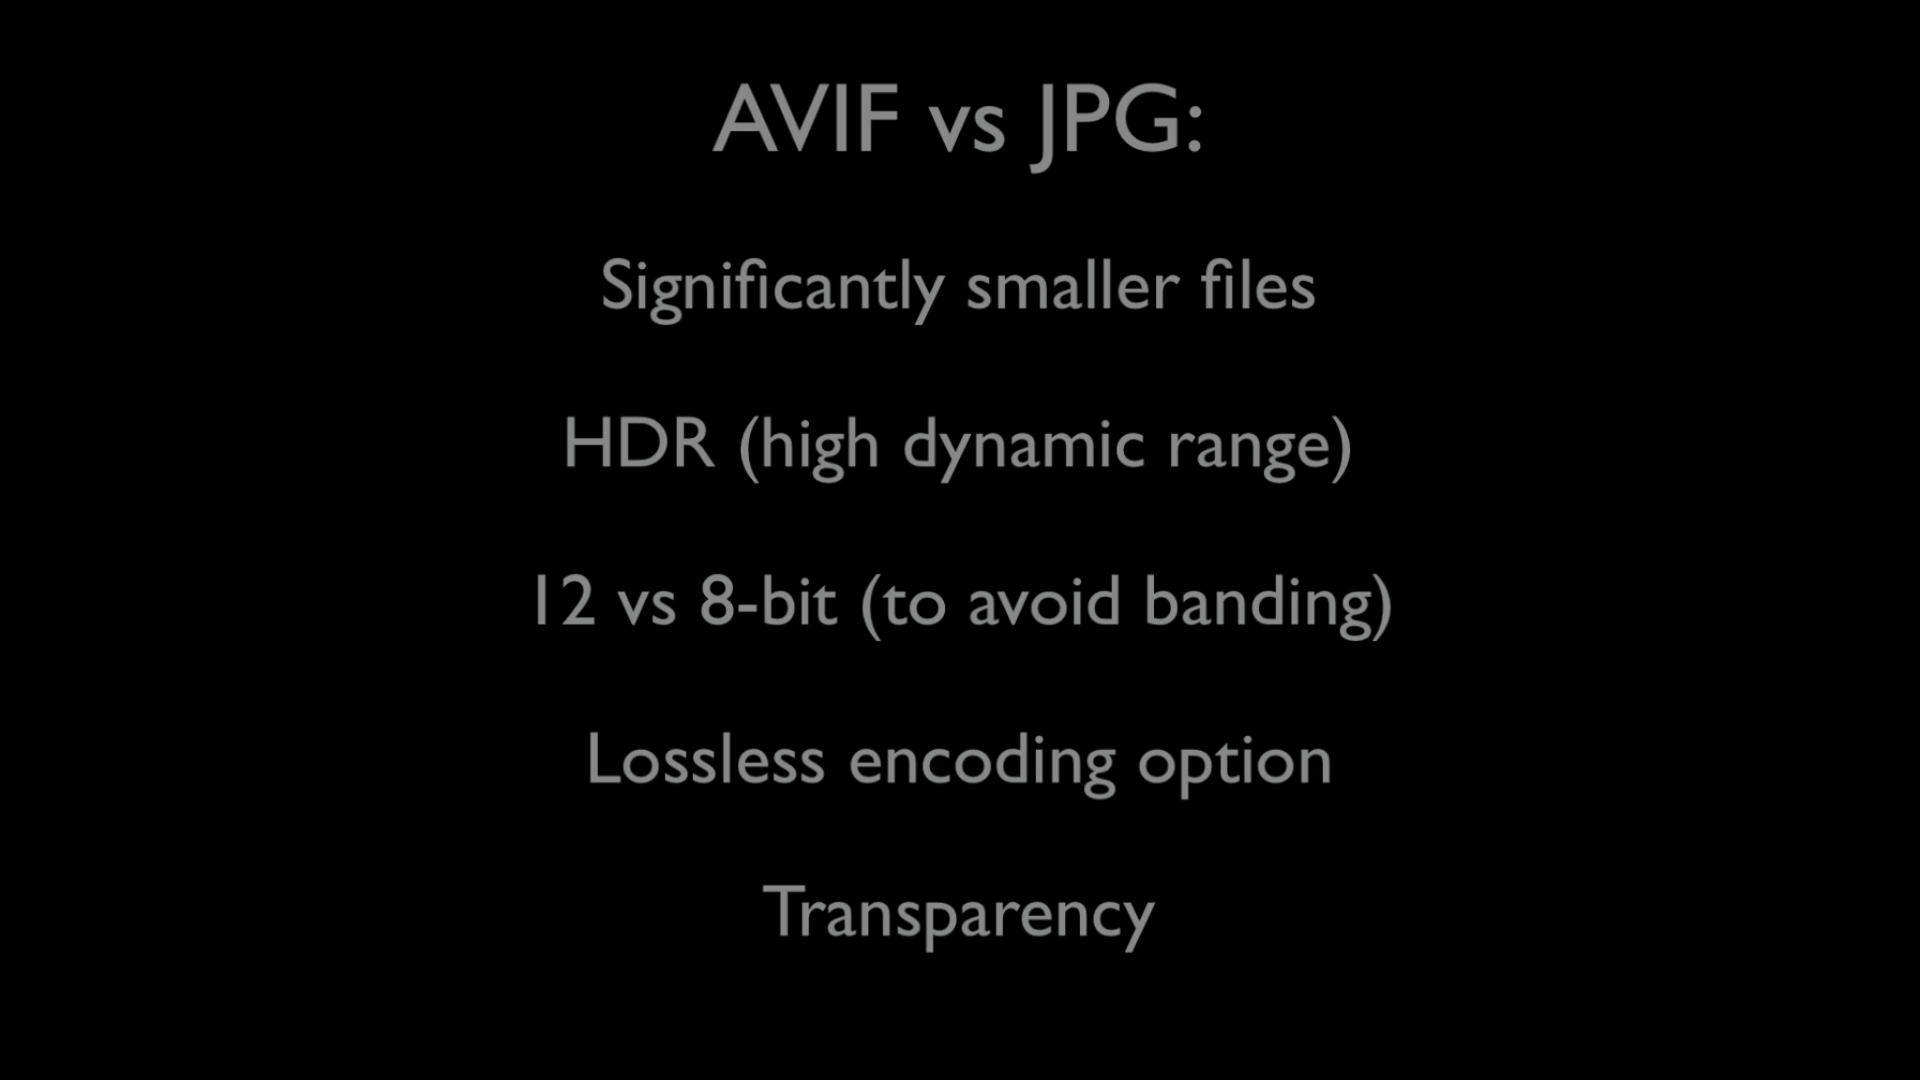 AVIF vs JPG:
Significantly smaller files
HDR (high dynamic range)
12 vs 8-bit (to avoid banding)
Lossless encoding option
Transparency